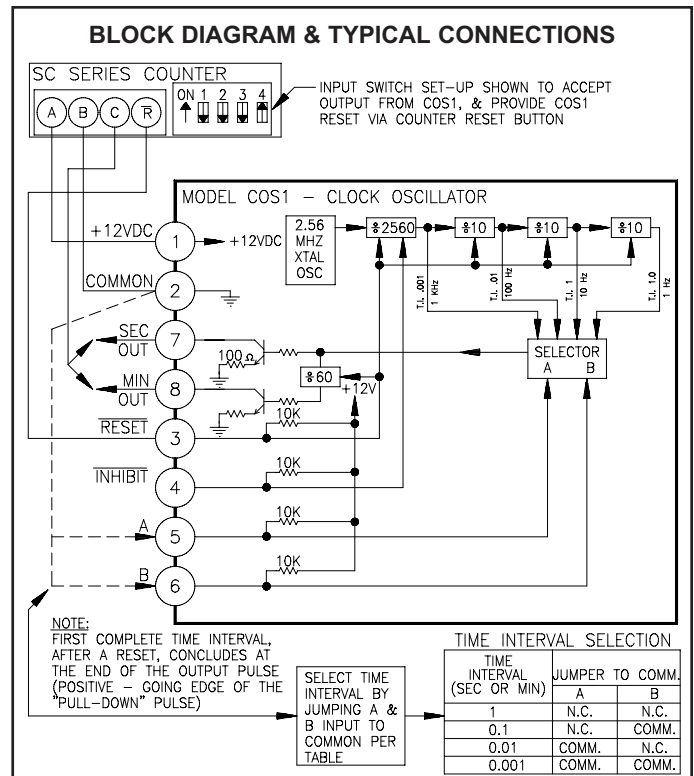 BLOCK DIAGRAM & TYPICAL CONNECTIONS
SC SERIES COUNTER
A B C R̅
ON 1 2 3 4
INPUT SWITCH SET-UP SHOWN TO ACCEPT
OUTPUT FROM COS1, & PROVIDE COS1
RESET VIA COUNTER RESET BUTTON
MODEL COS1 – CLOCK OSCILLATOR
+12VDC
1
+12VDC
2.56
MHZ
XTAL
OSC
÷2560
÷10
÷10
÷10
T.I. .001
1 KHz
T.I. .01
100 Hz
T.I. .1
10 Hz
T.I. 1.0
1 Hz
COMMON
2
SEC
OUT
7
100 Ω
SELECTOR
A B
÷60
MIN
OUT
8
+12V
RESET
3
10K
INHIBIT
4
10K
A
5
10K
B
6
10K
NOTE:
FIRST COMPLETE TIME INTERVAL,
AFTER A RESET, CONCLUDES AT
THE END OF THE OUTPUT PULSE
(POSITIVE – GOING EDGE OF THE
"PULL-DOWN" PULSE)
SELECT TIME
INTERVAL BY
JUMPING A &
B INPUT TO
COMMON PER
TABLE
TIME INTERVAL SELECTION
TIME
INTERVAL
(SEC OR MIN)
JUMPER TO COMM.
A B
1 N.C. N.C.
0.1 N.C. COMM.
0.01 COMM. N.C.
0.001 COMM. COMM.